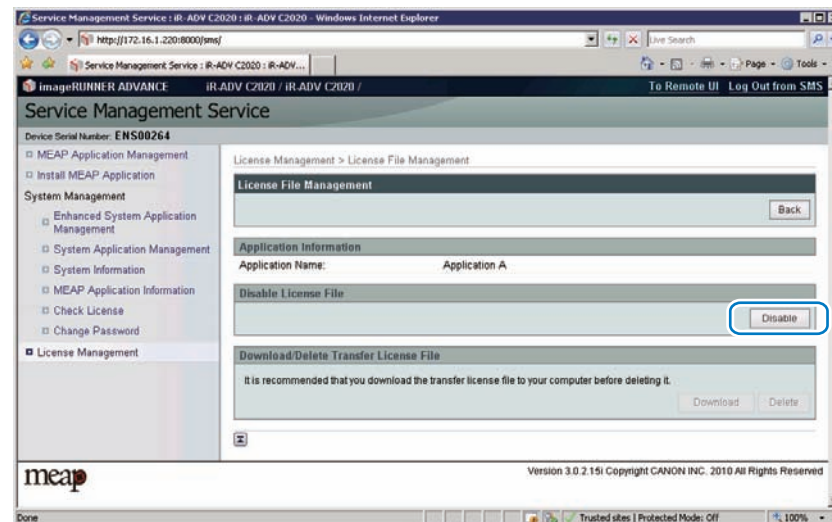 Service Management Service : iR-ADV C2020 : iR-ADV C2020 - Windows Internet Explorer
http://172.16.1.220:8000/sms/
Live Search
Service Management Service : iR-ADV C2020 : iR-ADV...
Page
Tools
imageRUNNER ADVANCE iR-ADV C2020 / iR-ADV C2020 /
To Remote UI Log Out from SMS
Service Management Service
Device Serial Number: ENS00264
MEAP Application Management
Install MEAP Application
System Management
Enhanced System Application
Management
System Application Management
System Information
MEAP Application Information
Check License
Change Password
License Management
License Management > License File Management
License File Management
Back
Application Information
Application Name: Application A
Disable License File
Disable
Download/Delete Transfer License File
It is recommended that you download the transfer license file to your computer before deleting it.
Download Delete
meap
Version 3.0.2.15i Copyright CANON INC. 2010 All Rights Reserved
Done
Trusted sites | Protected Mode: Off
100%